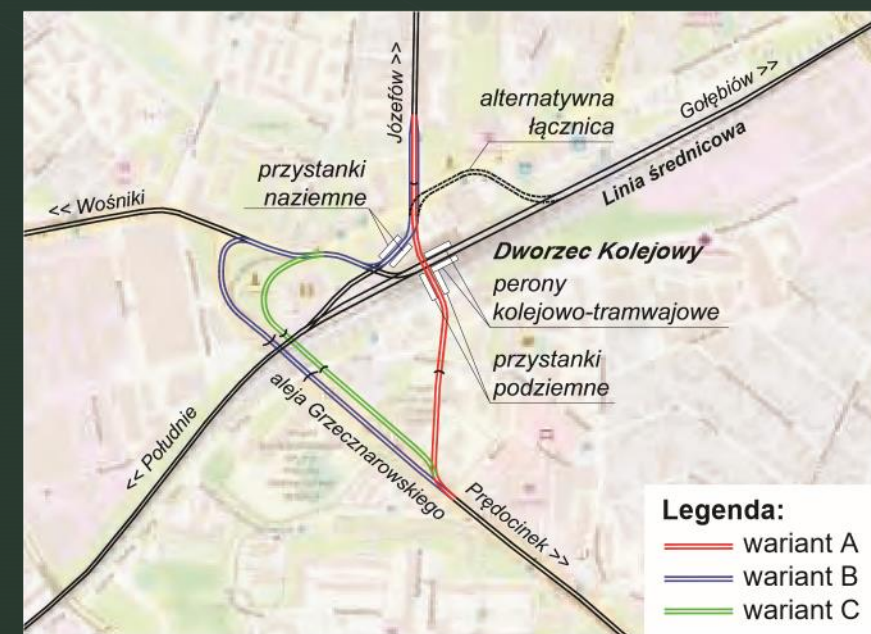 Józefów >>
alternatywna
łącznica
Gołębiów >>
Linia średnicowa
przystanki
naziemne
<< Wośniki
Dworzec Kolejowy
perony
kolejowo-tramwajowe
przystanki
podziemne
aleja Grzecznarowskiego
<< Południe
Prędocinek >>
Legenda:
wariant A
wariant B
wariant C